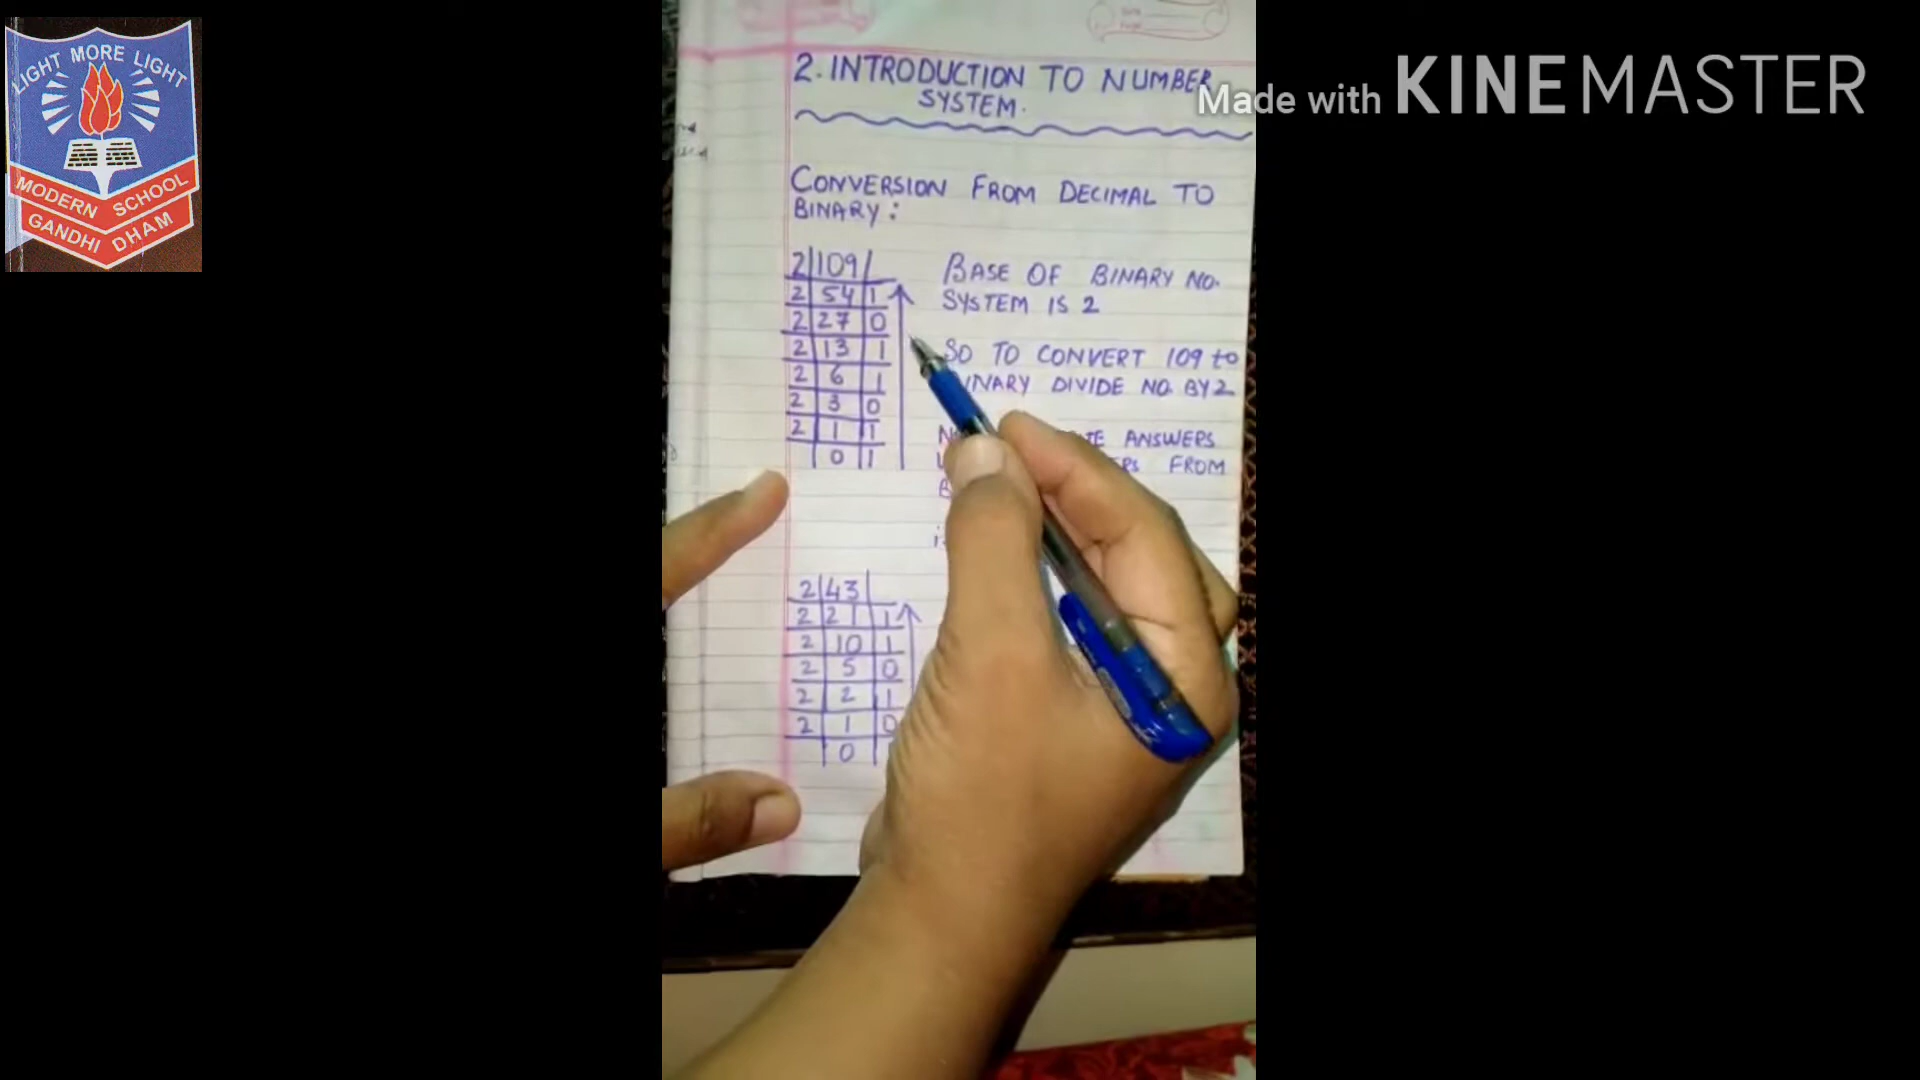 LIGHT MORE LIGHT
MODERN SCHOOL
GANDHI DHAM
Made with KINEMASTER
2. INTRODUCTION TO NUMBER
SYSTEM.
CONVERSION FROM DECIMAL TO
BINARY:
2 109
2 54 1
2 27 0
2 13 1
2 6 1
2 3 0
2 1 1
0 1
BASE OF BINARY NO.
SYSTEM IS 2
SO TO CONVERT 109 to
DIVIDE NO. BY 2
ANSWERS
FROM
2 43
2 21 1
2 10 1
2 5 0
2 2 1
2 1 0
0